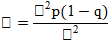 □ = □²p(1 - q) / □²